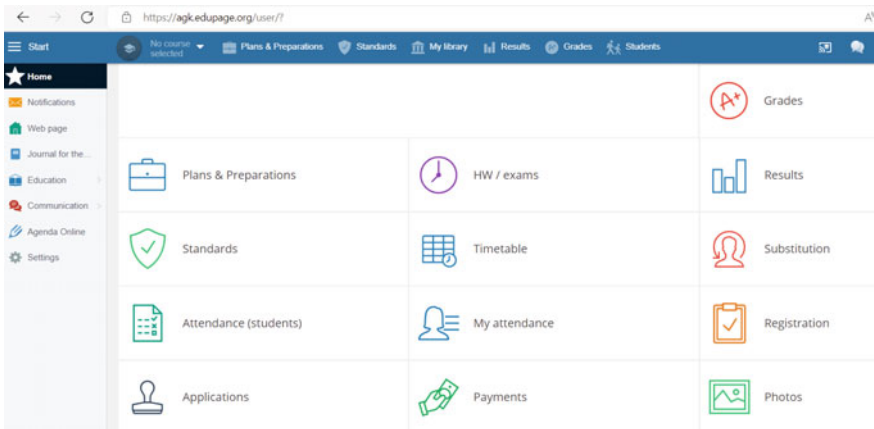 https://agk.edupage.org/user/?
Start
No course selected
Plans & Preparations
Standards
My library
Results
Grades
Students
Home
Notifications
Web page
Journal for the...
Education
Communication
Agenda Online
Settings
Grades
Plans & Preparations
HW / exams
Results
Standards
Timetable
Substitution
Attendance (students)
My attendance
Registration
Applications
Payments
Photos